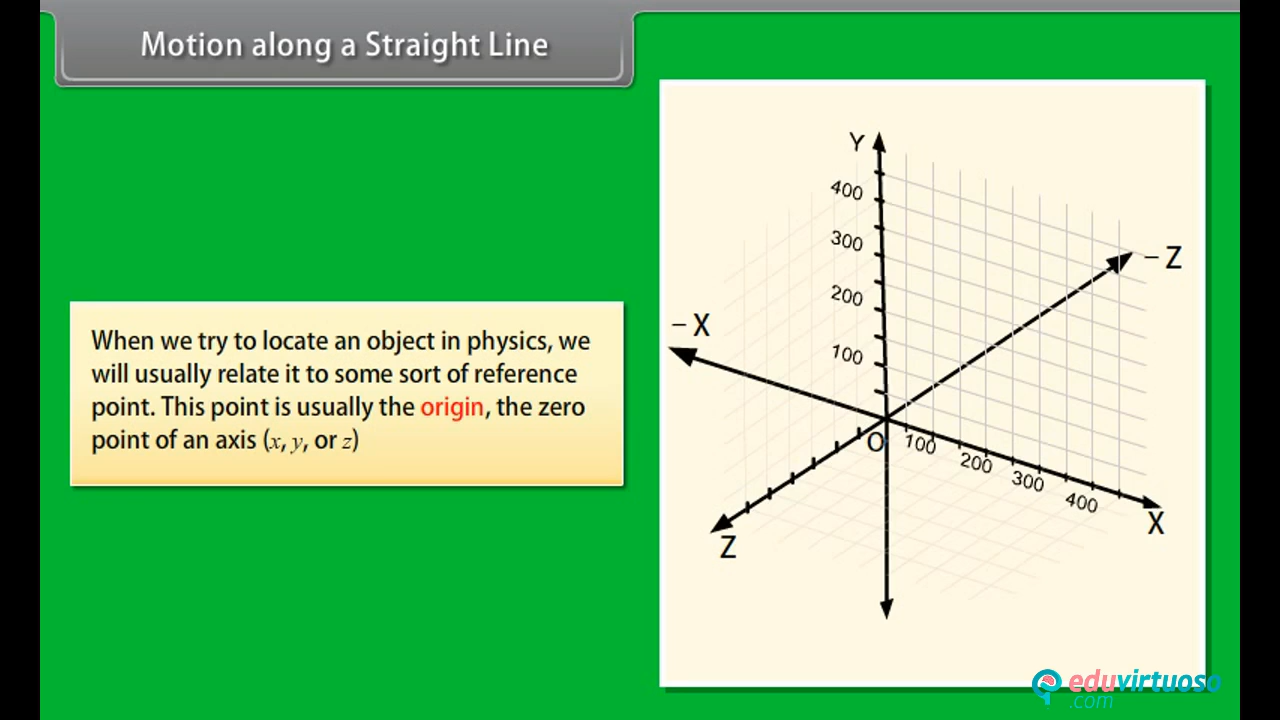 Motion along a Straight Line
When we try to locate an object in physics, we
will usually relate it to some sort of reference
point. This point is usually the origin, the zero
point of an axis (x, y, or z)
Y
400
300
200
100
– Z
– X
O
100
200
300
400
X
Z
eduvirtuoso
.com